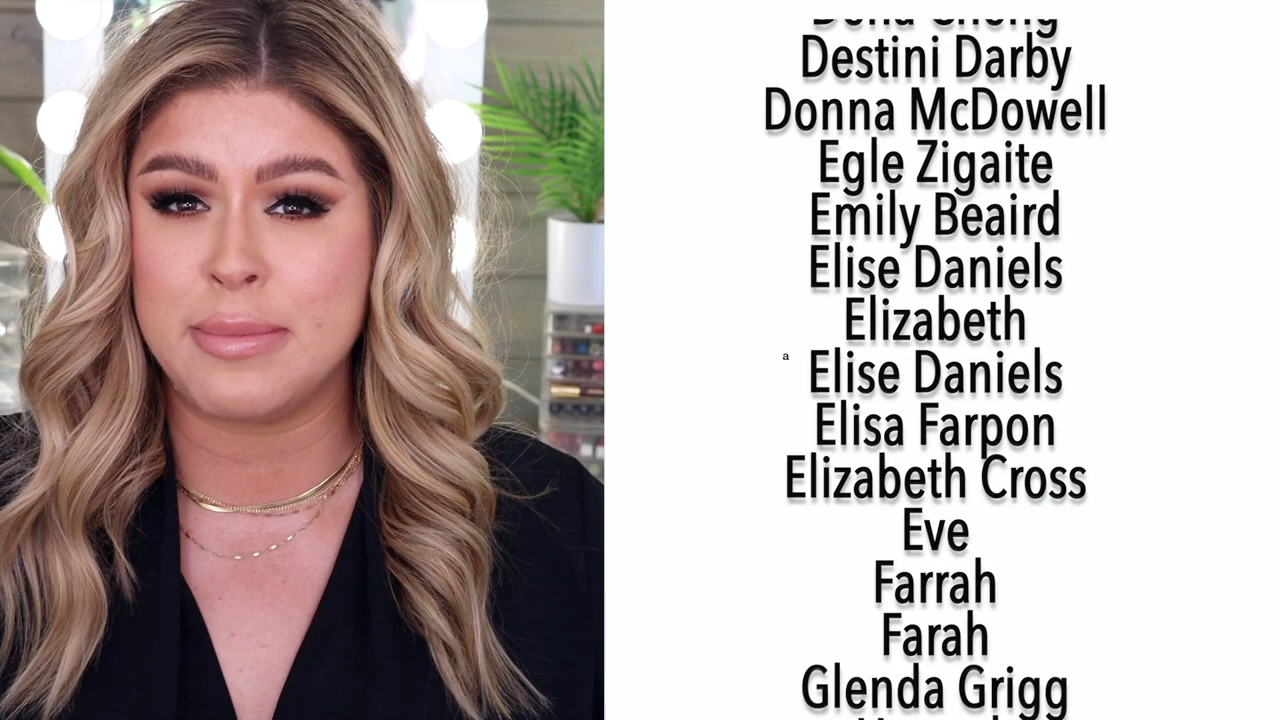 Destini Darby
Donna McDowell
Egle Zigaite
Emily Beaird
Elise Daniels
Elizabeth
a Elise Daniels
Elisa Farpon
Elizabeth Cross
Eve
Farrah
Farah
Glenda Grigg